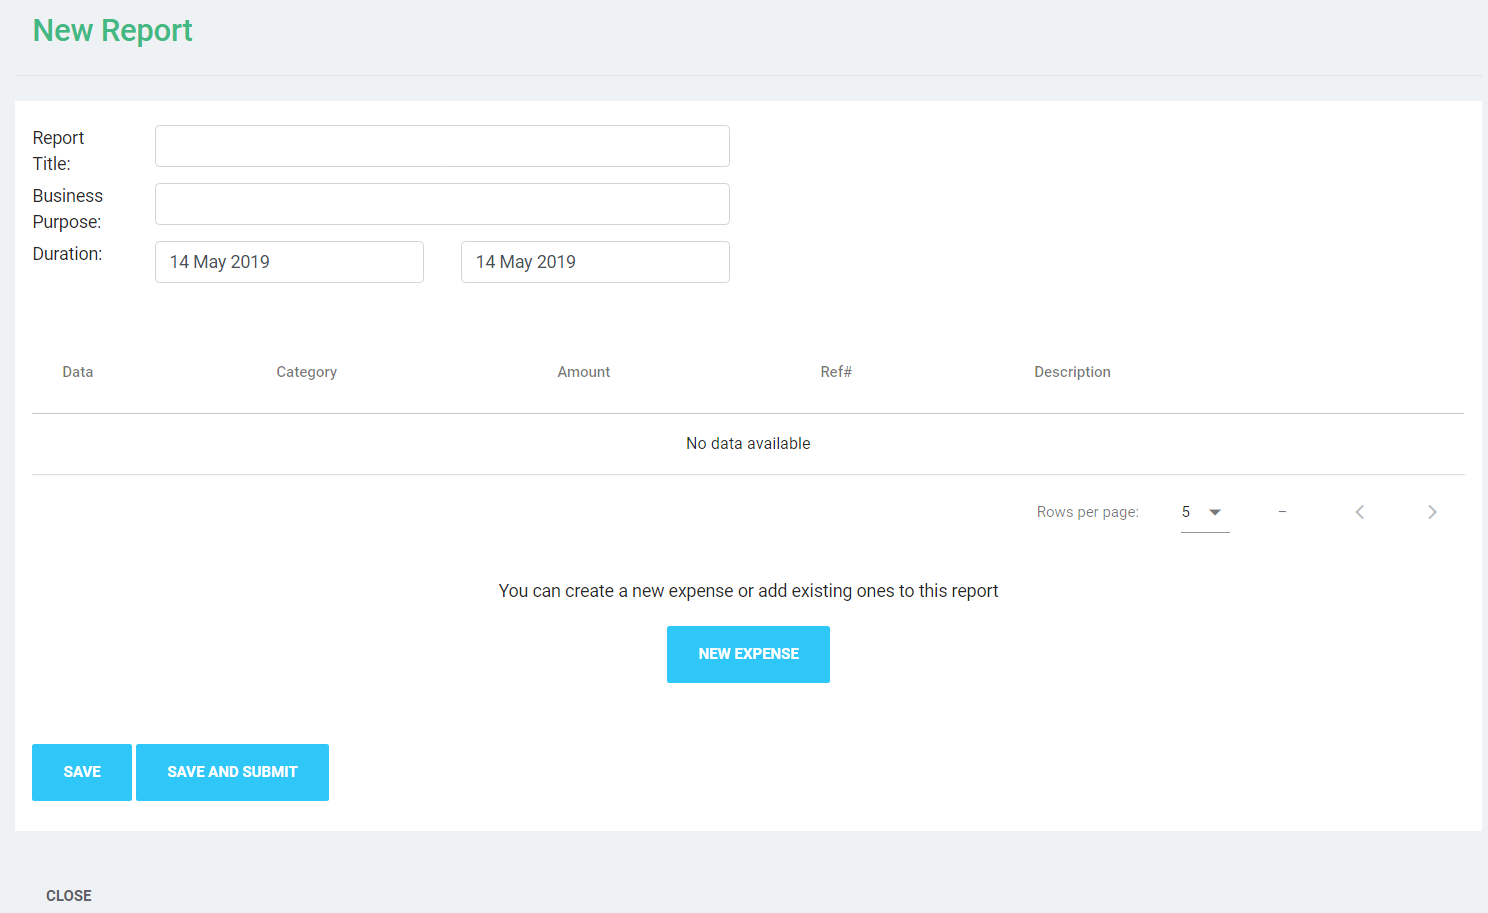 New Report
Report
Title:
Business
Purpose:
Duration:
14 May 2019
14 May 2019
Data Category Amount Ref# Description
No data available
Rows per page: 5 –
You can create a new expense or add existing ones to this report
NEW EXPENSE
SAVE SAVE AND SUBMIT
CLOSE